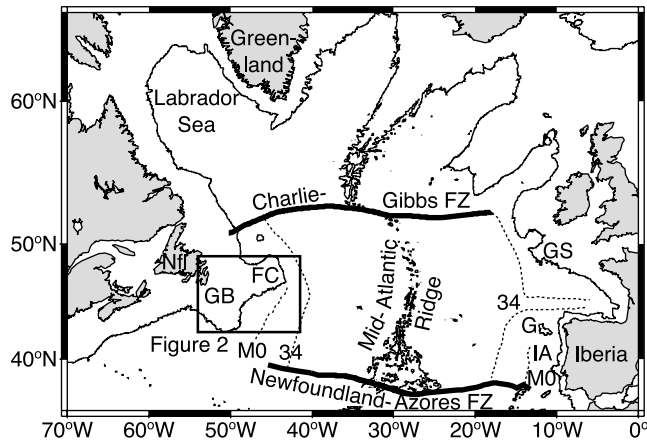 Green-
land
60°N
Labrador
Sea
Charlie-
Gibbs FZ
50°N
Nfl
FC
GS
GB
Mid- Atlantic
Ridge
34
G
Figure 2
M0
34
IA
Iberia
40°N
M0
Newfoundland- Azores FZ
70°W
60°W
50°W
40°W
30°W
20°W
10°W
0°